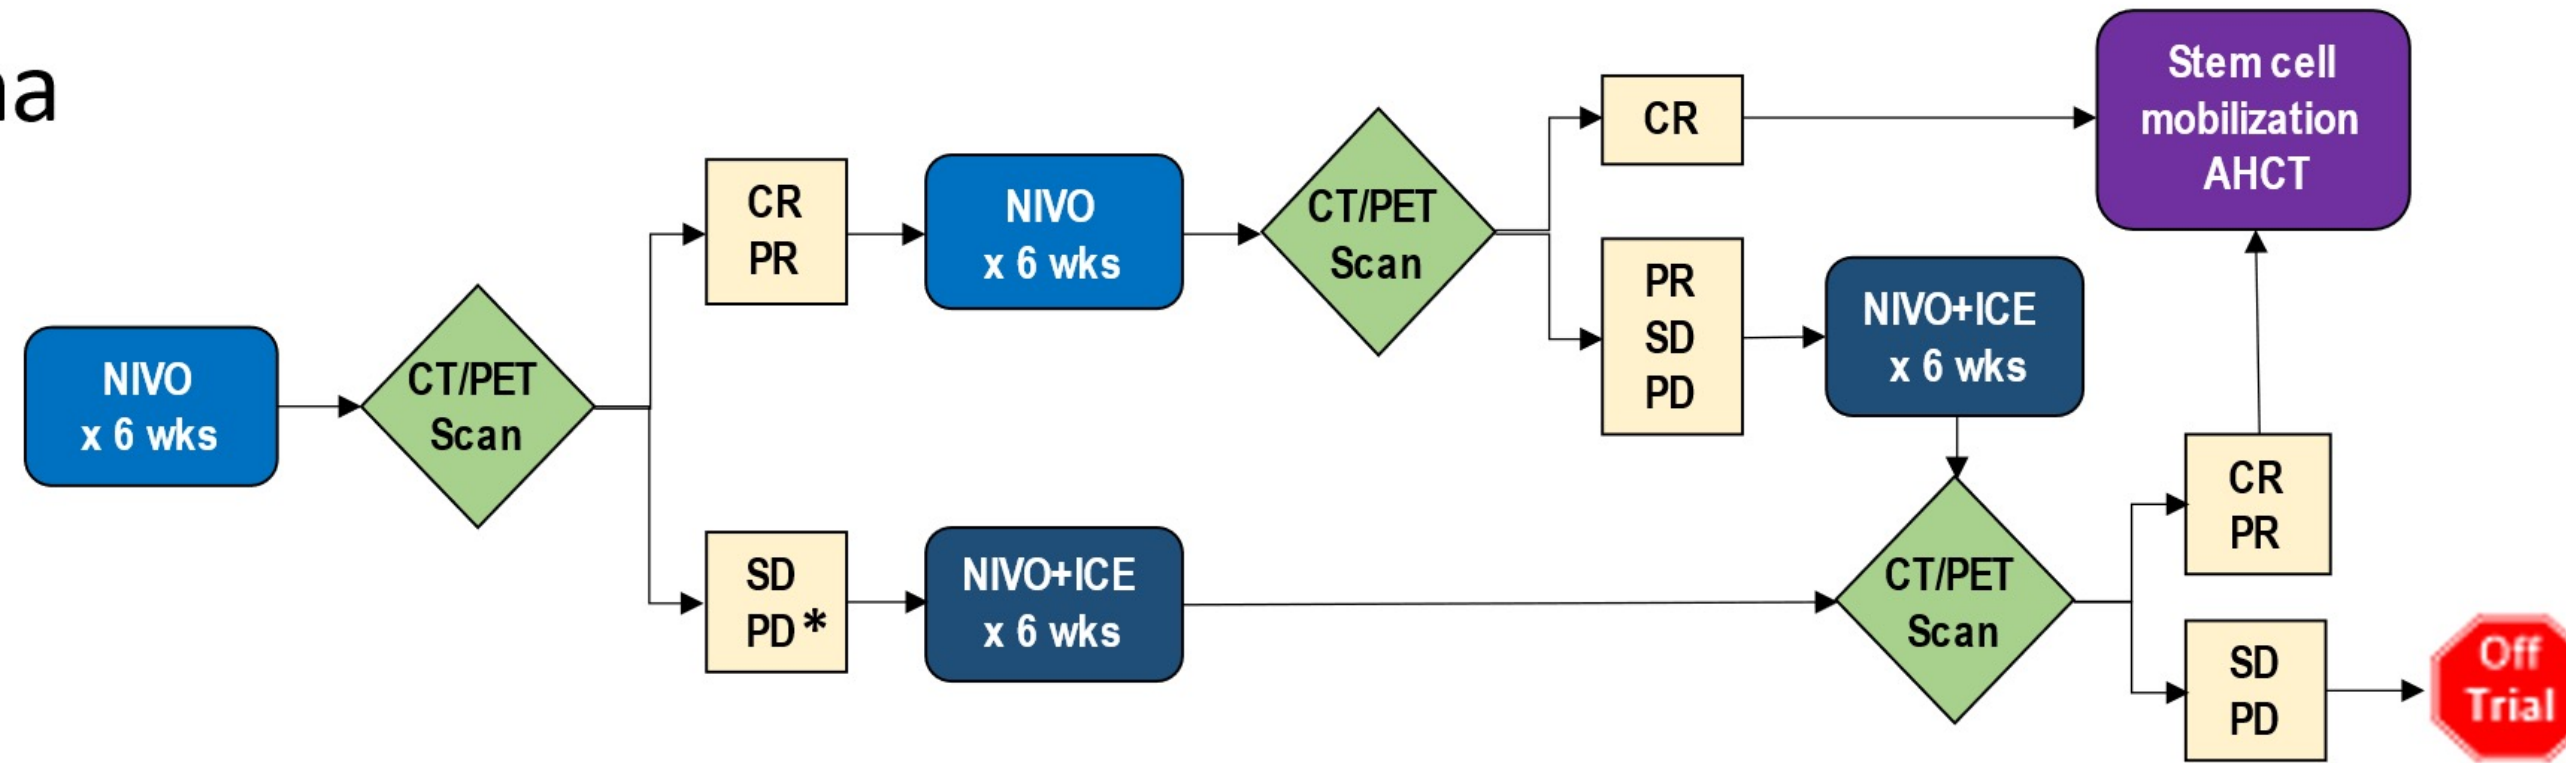 NIVO
x 6 wks
CT/PET
Scan
CR
PR
NIVO
x 6 wks
CT/PET
Scan
CR
Stem cell
mobilization
AHCT
PR
SD
PD
NIVO+ICE
x 6 wks
SD
PD*
NIVO+ICE
x 6 wks
CT/PET
Scan
CR
PR
SD
PD
Off
Trial